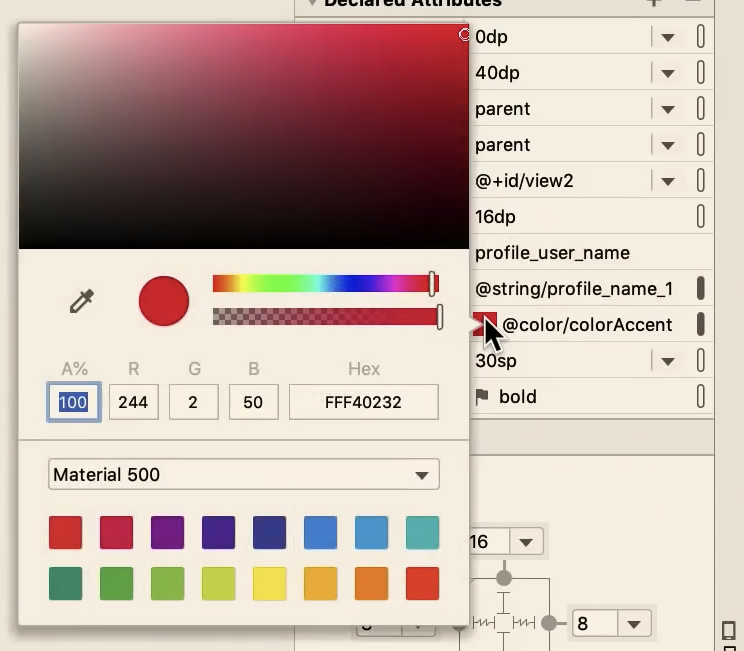 Declared Attributes
0dp
40dp
parent
parent
@+id/view2
16dp
profile_user_name
@string/profile_name_1
@color/colorAccent
30sp
bold
A% R G B Hex
100 244 2 50 FFF40232
Material 500
16
8